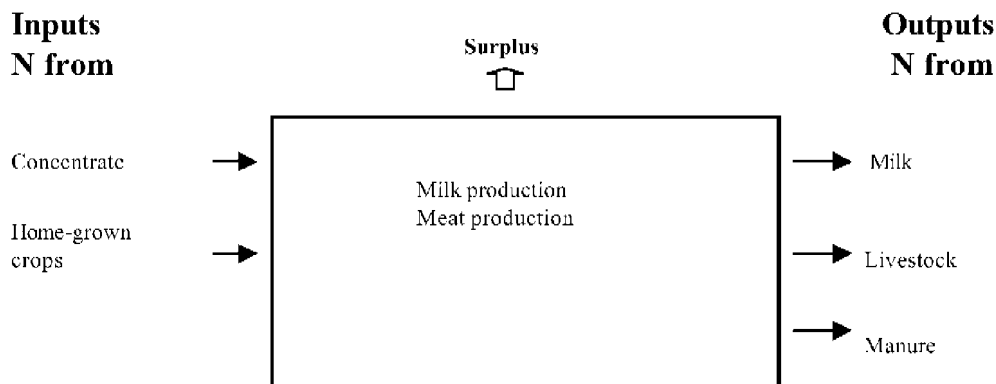 Inputs
N from
Surplus
Outputs
N from
Concentrate
Home-grown
crops
Milk production
Meat production
Milk
Livestock
Manure